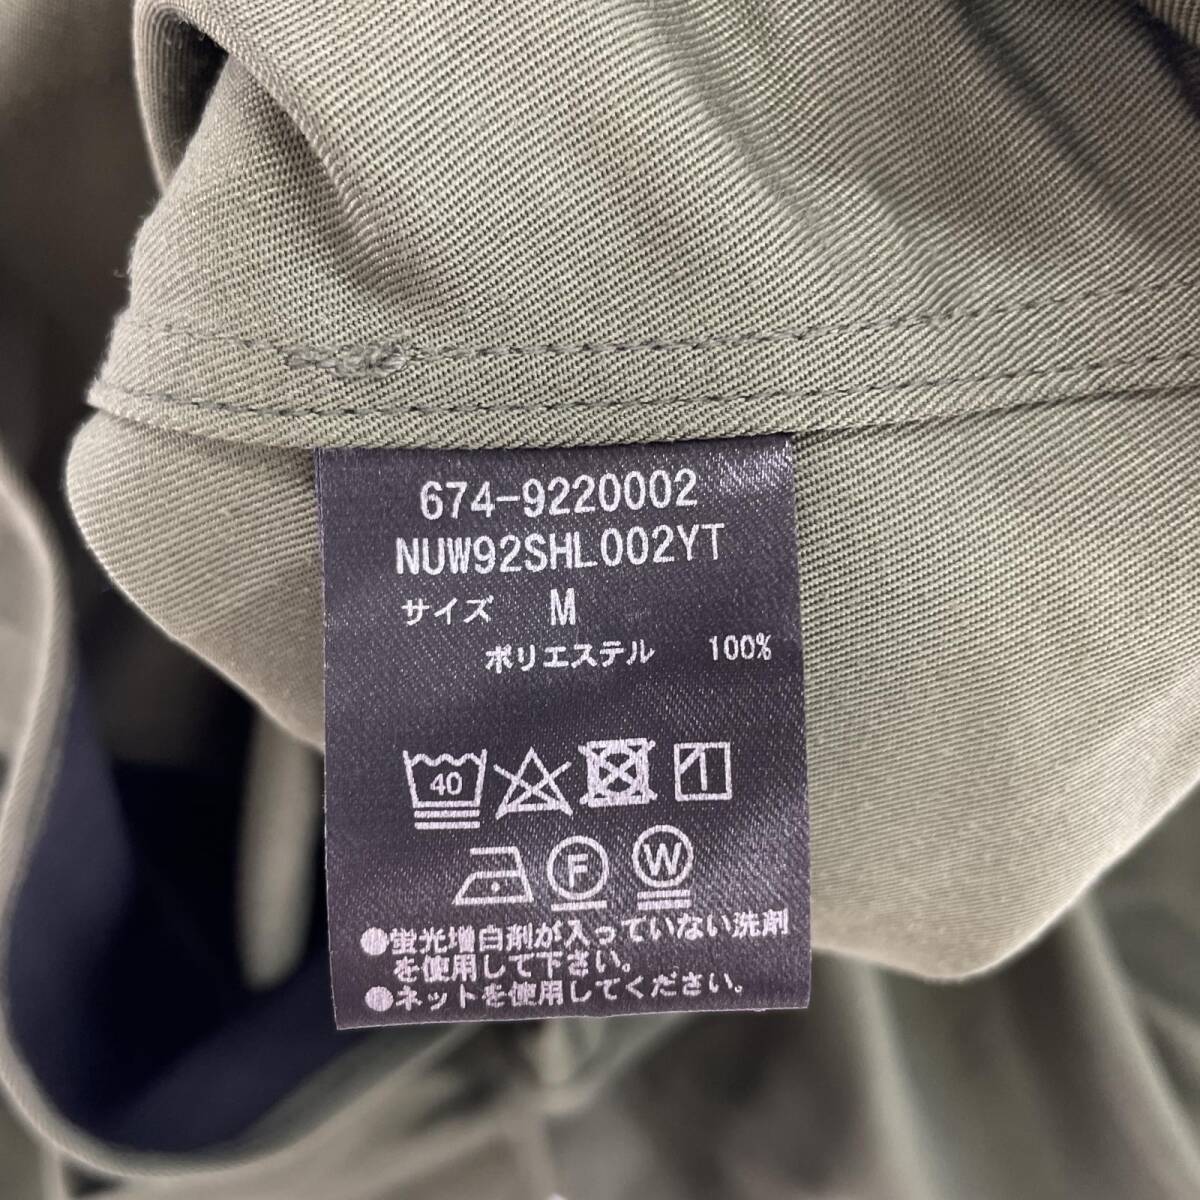 674-9220002
NUW92SHL002YT
サイズ M
ポリエステル 100%
40
F W
●蛍光増白剤が入っていない洗剤
を使用して下さい。
●ネットを使用してください。